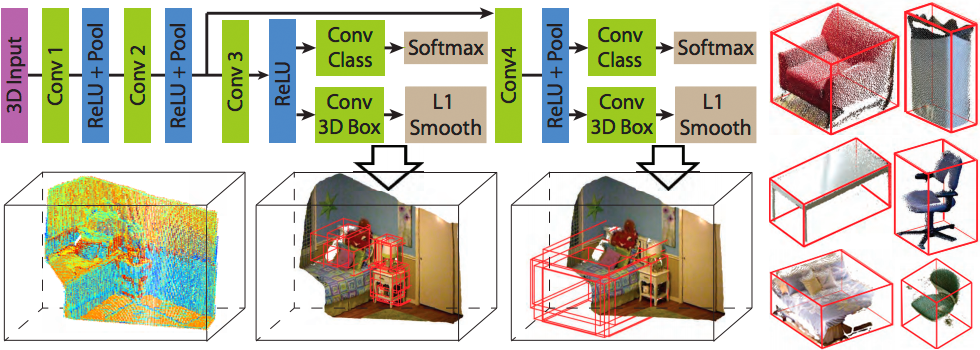 3D Input
Conv 1
ReLU + Pool
Conv 2
ReLU + Pool
Conv 3
ReLU
Conv
Class
Softmax
Conv
3D Box
L1
Smooth
Conv4
ReLU + Pool
Conv
Class
Softmax
Conv
3D Box
L1
Smooth